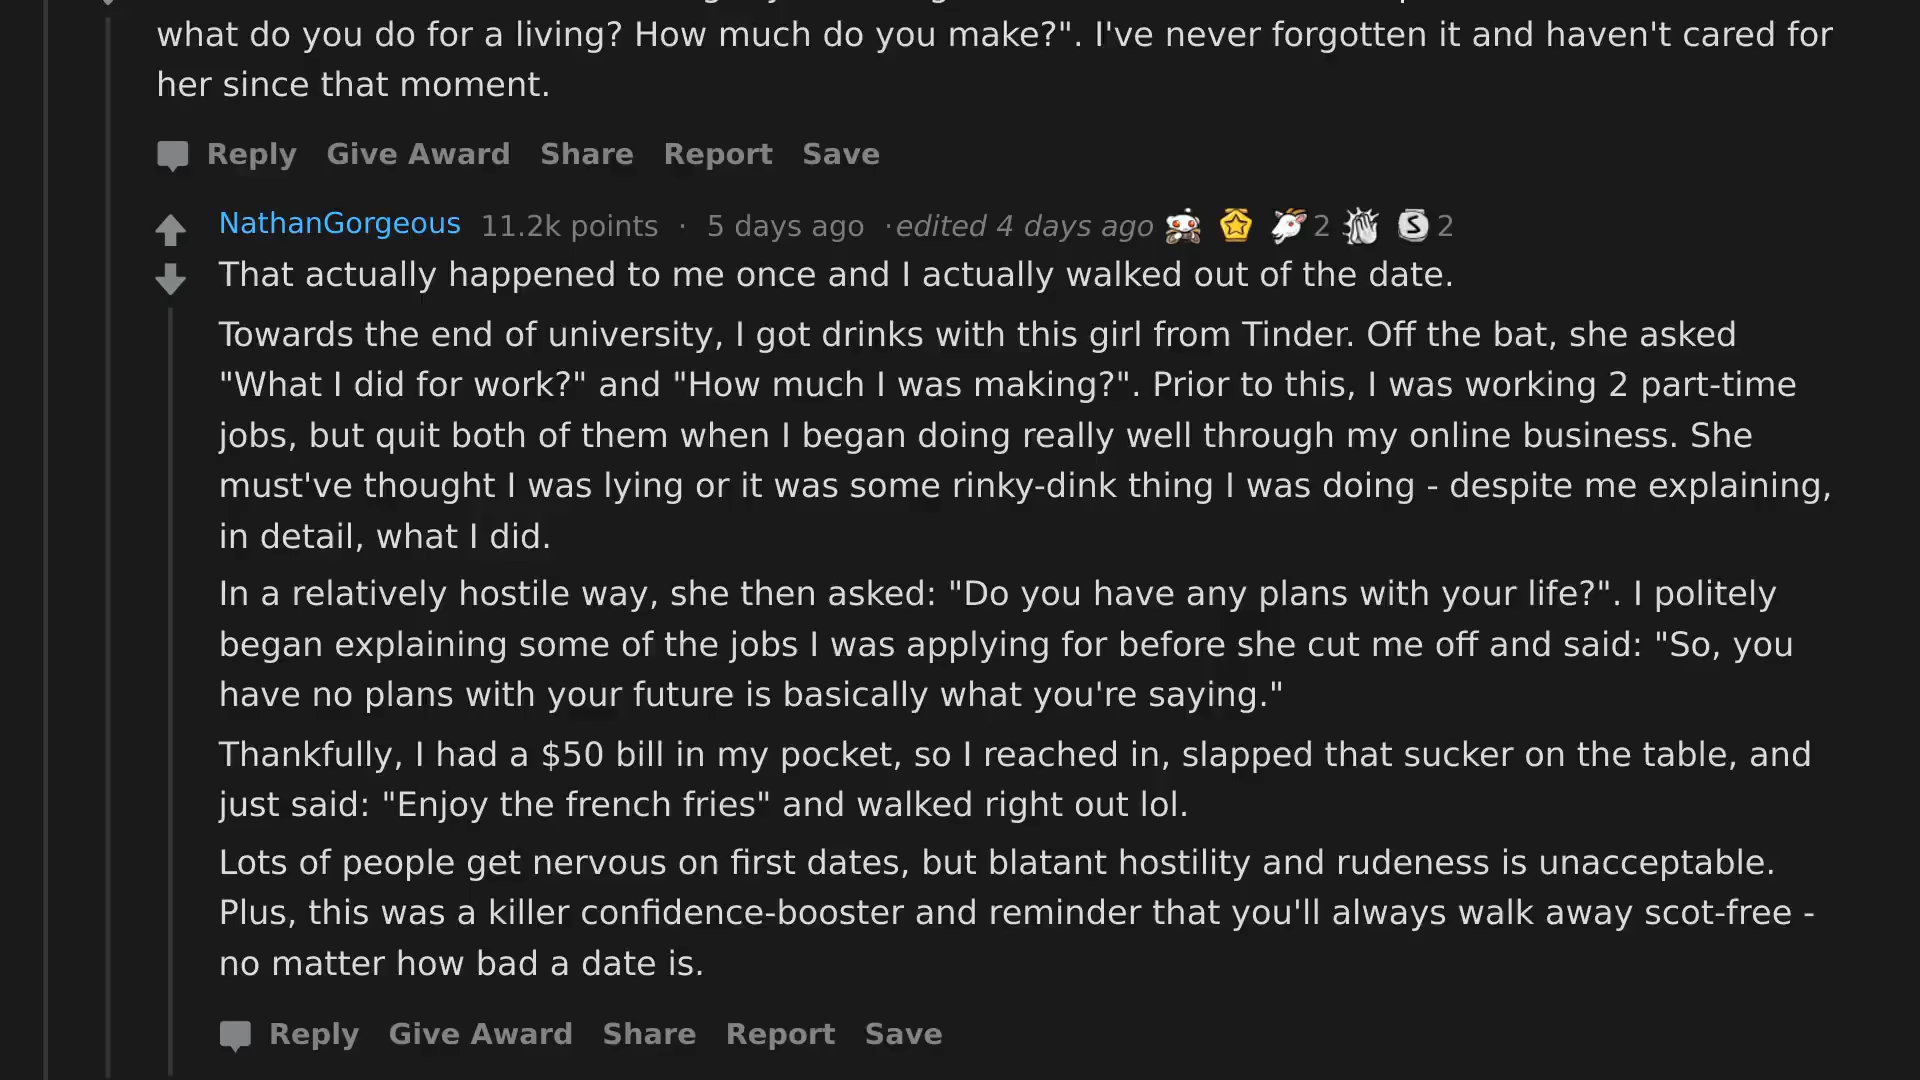 what do you do for a living? How much do you make?". I've never forgotten it and haven't cared for
her since that moment.
Reply Give Award Share Report Save
NathanGorgeous 11.2k points · 5 days ago ·edited 4 days ago 2 S 2
That actually happened to me once and I actually walked out of the date.
Towards the end of university, I got drinks with this girl from Tinder. Off the bat, she asked
"What I did for work?" and "How much I was making?". Prior to this, I was working 2 part-time
jobs, but quit both of them when I began doing really well through my online business. She
must've thought I was lying or it was some rinky-dink thing I was doing - despite me explaining,
in detail, what I did.
In a relatively hostile way, she then asked: "Do you have any plans with your life?". I politely
began explaining some of the jobs I was applying for before she cut me off and said: "So, you
have no plans with your future is basically what you're saying."
Thankfully, I had a $50 bill in my pocket, so I reached in, slapped that sucker on the table, and
just said: "Enjoy the french fries" and walked right out lol.
Lots of people get nervous on first dates, but blatant hostility and rudeness is unacceptable.
Plus, this was a killer confidence-booster and reminder that you'll always walk away scot-free -
no matter how bad a date is.
Reply Give Award Share Report Save